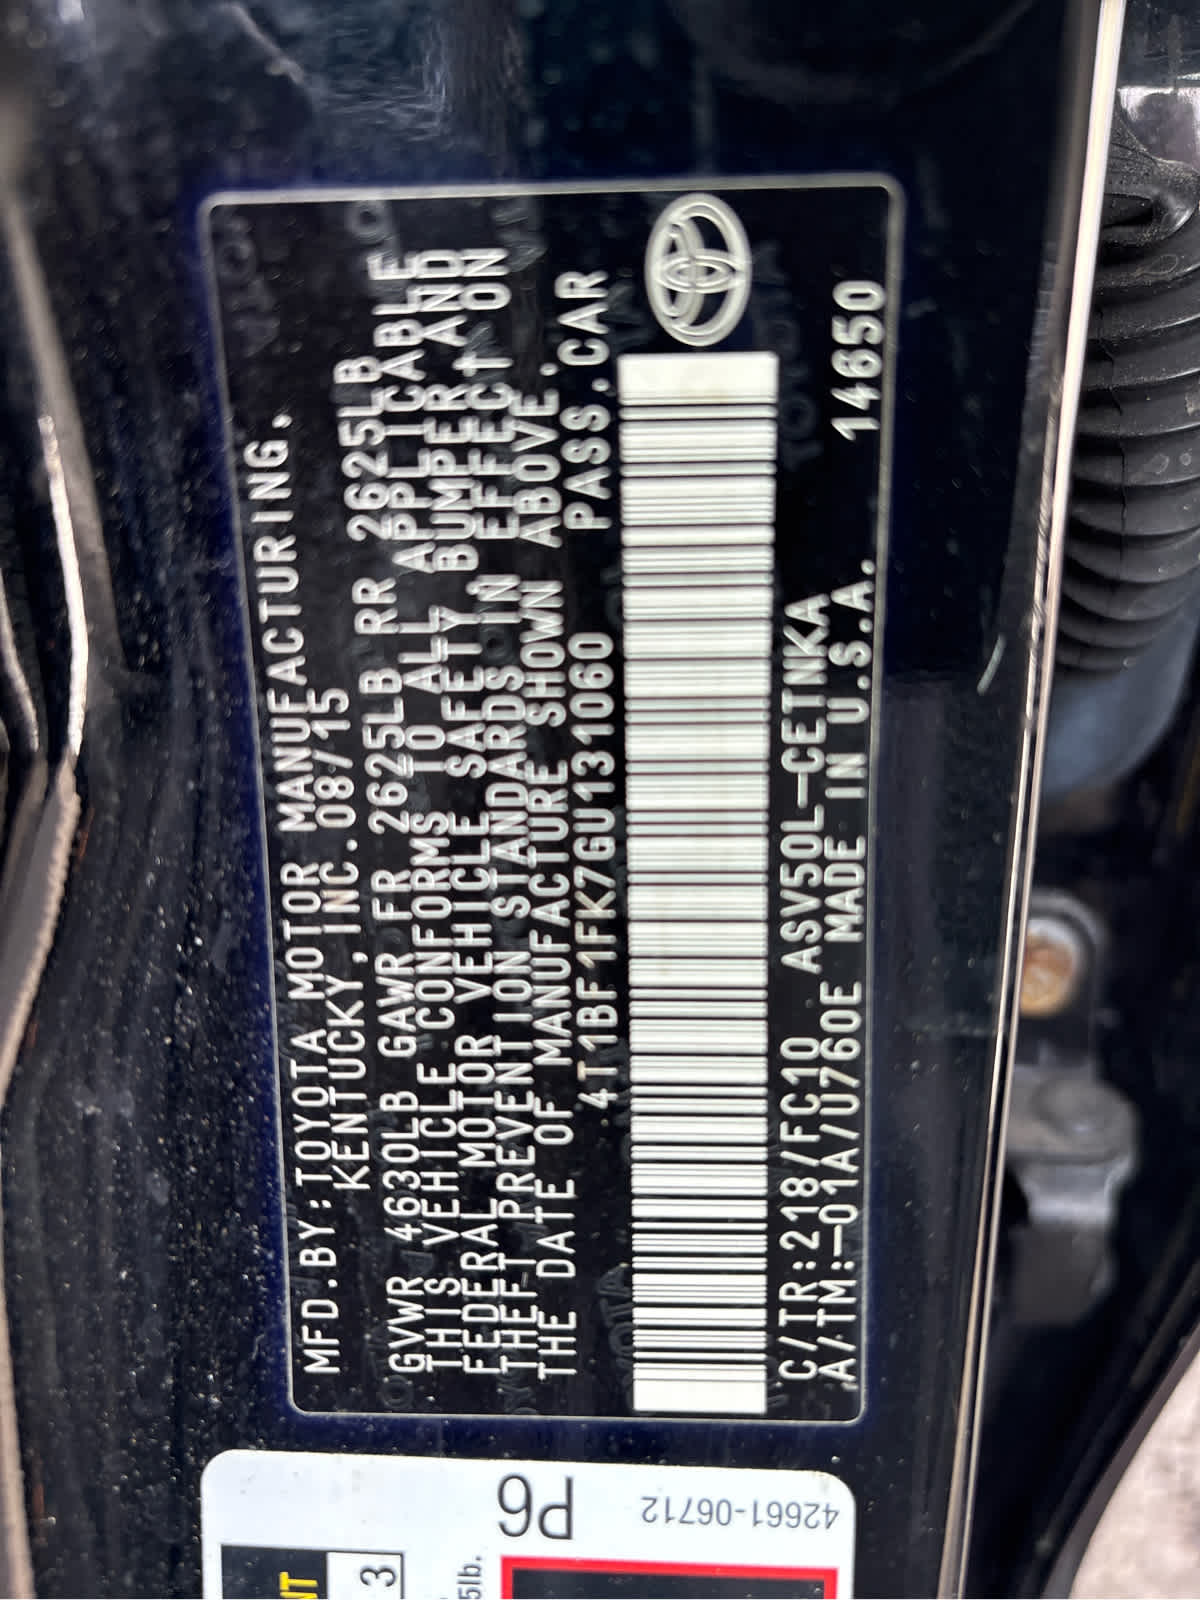 MFD.BY:TOYOTA MOTOR MANUFACTURING,
KENTUCKY,INC.08/15
GVWR 4630LB GAWR FR 2625LB RR 2625LB
THIS VEHICLE CONFORMS TO ALL APPLICABLE
FEDERAL MOTOR VEHICLE SAFETY,BUMPER AND
THEFT PREVENTION STANDARDS IN EFFECT ON
THE DATE OF MANUFACTURE SHOWN ABOVE.
4T1BF1FK7GU131060 PASS.CAR
C/TR:218/FC10 ASV50L-CETNKA
A/TM:-01A/U760E MADE IN U.S.A. 14650
P6
42661-06712
NT
3
5lb.